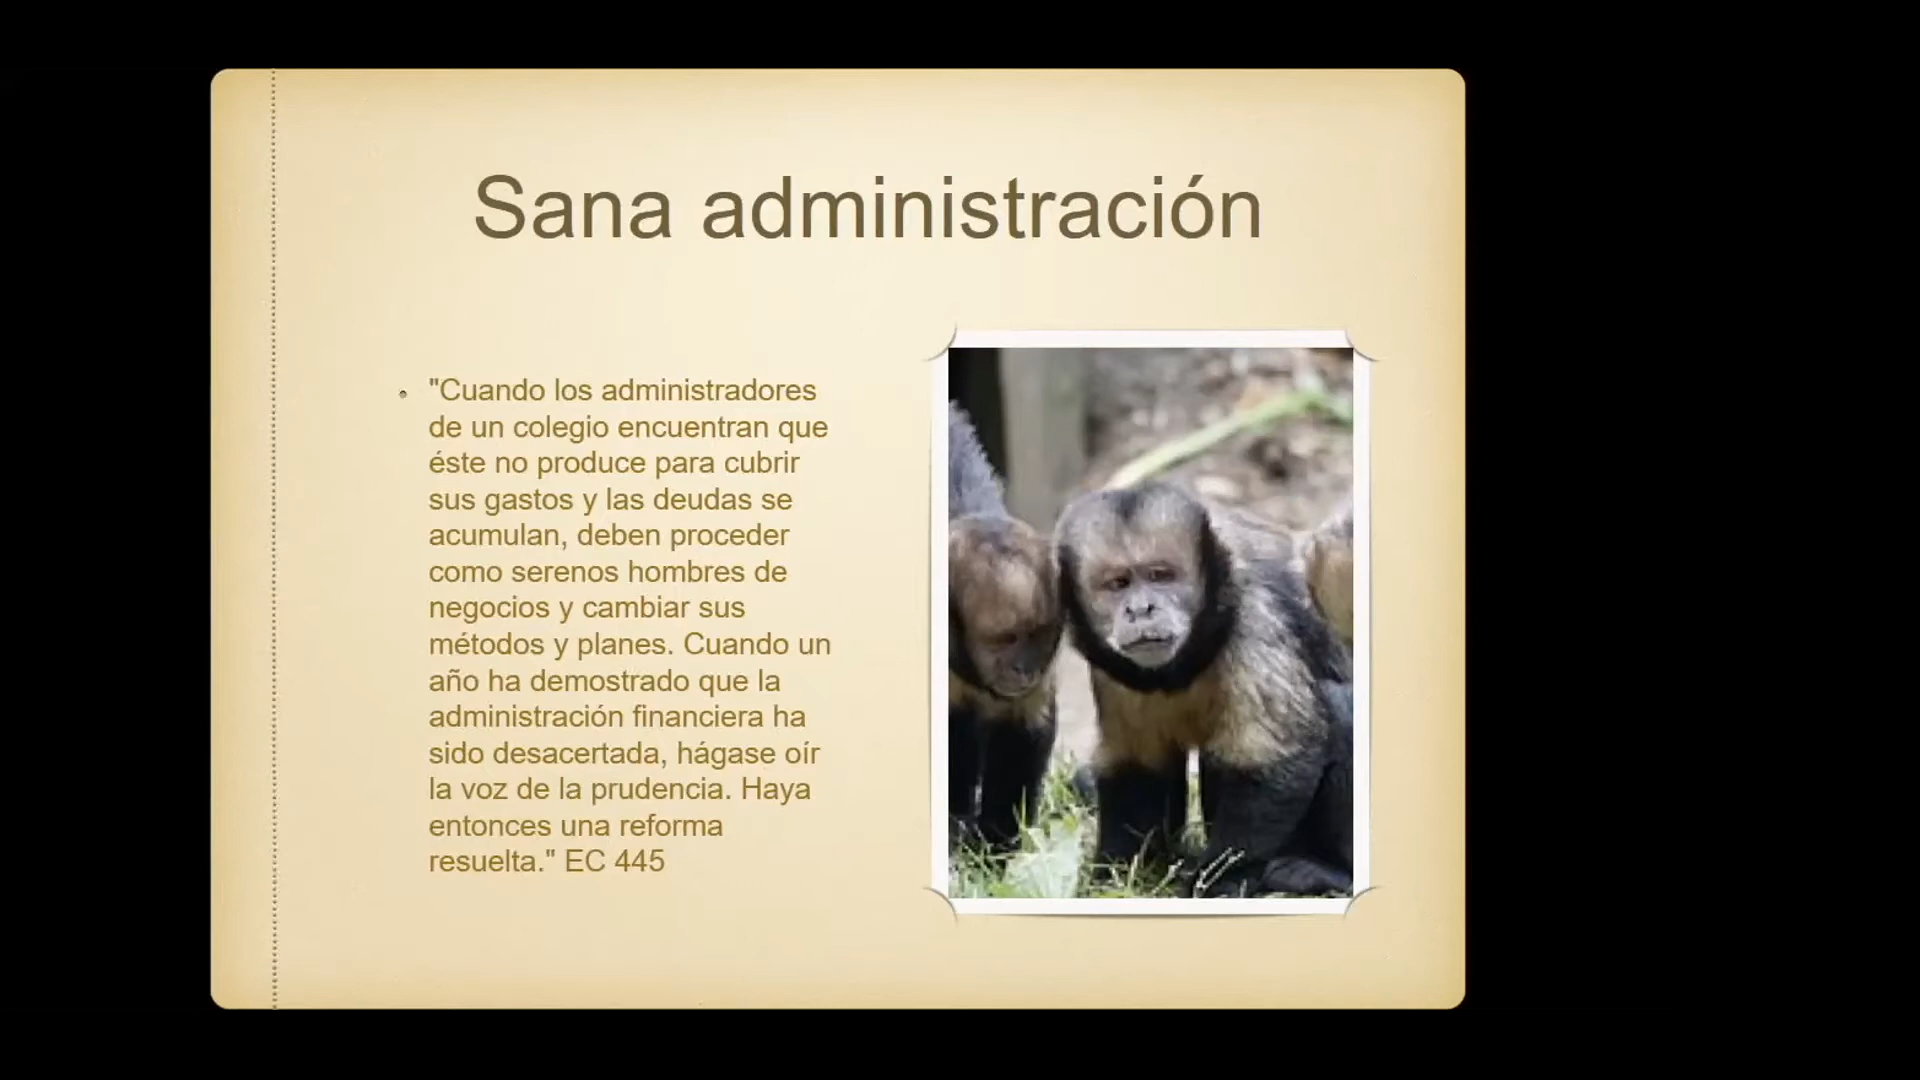 Sana administración
"Cuando los administradores
de un colegio encuentran que
éste no produce para cubrir
sus gastos y las deudas se
acumulan, deben proceder
como serenos hombres de
negocios y cambiar sus
métodos y planes. Cuando un
año ha demostrado que la
administración financiera ha
sido desacertada, hágase oír
la voz de la prudencia. Haya
entonces una reforma
resuelta." EC 445